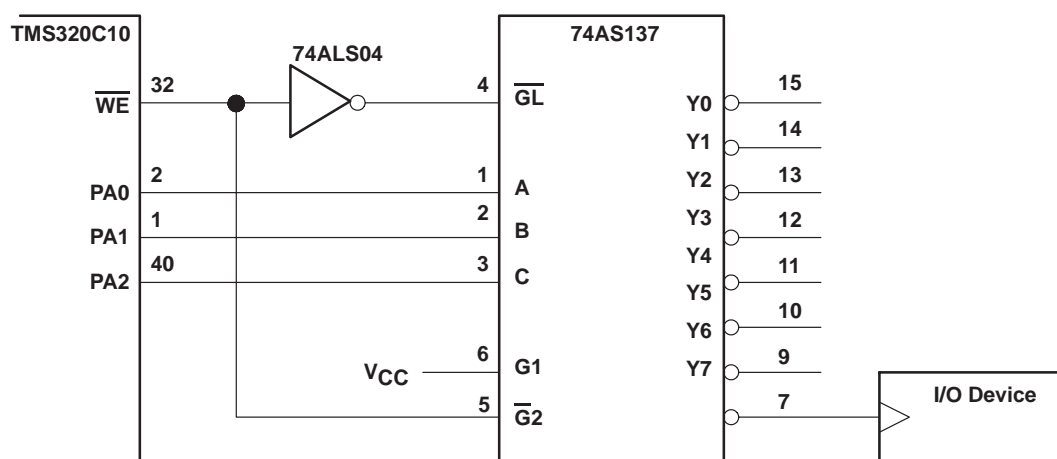 TMS320C10
74AS137
74ALS04
WE
32
4
GL
Y0
15
Y1
14
PA0
2
1
A
Y2
13
PA1
1
2
B
Y3
12
PA2
40
3
C
Y4
11
Y5
10
Y6
VCC
6
G1
Y7
9
5
G2
7
I/O Device